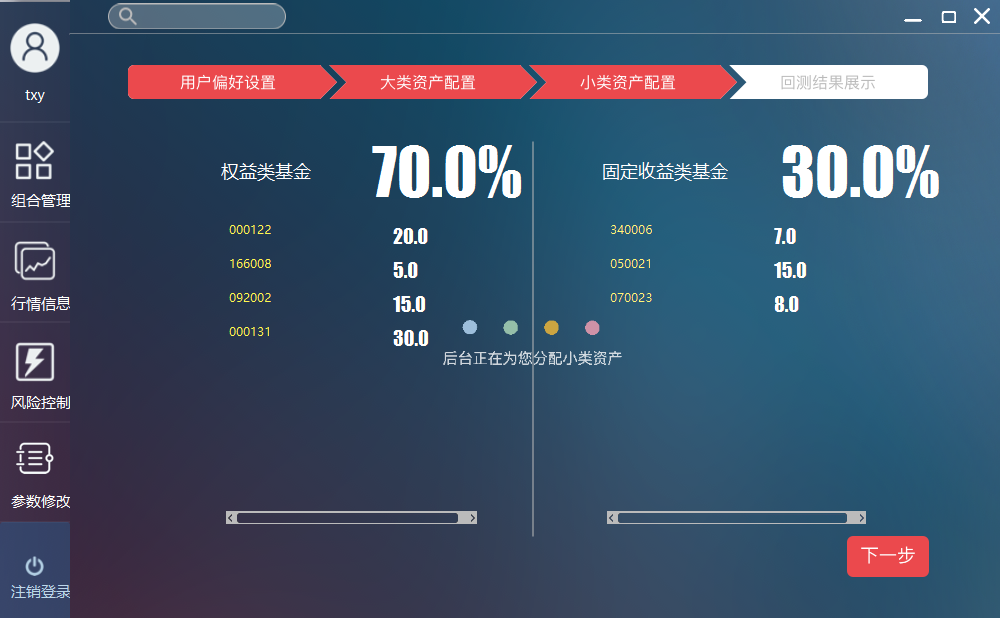 txy
组合管理
行情信息
风险控制
参数修改
注销登录
用户偏好设置
大类资产配置
小类资产配置
回测结果展示
权益类基金 70.0%
000122 20.0
166008 5.0
092002 15.0
000131 30.0
固定收益类基金 30.0%
340006 7.0
050021 15.0
070023 8.0
后台正在为您分配小类资产
下一步